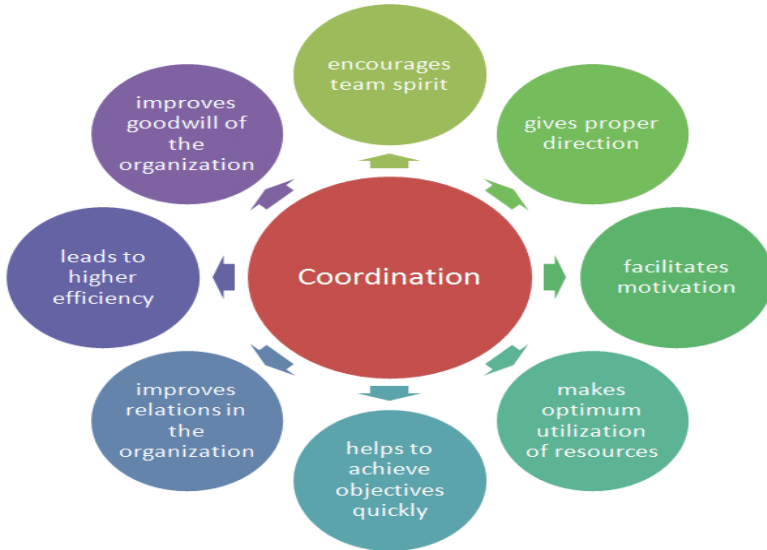 encourages
team spirit
gives proper
direction
facilitates
motivation
makes
optimum
utilization
of resources
helps to
achieve
objectives
quickly
improves
relations in
the
organization
leads to
higher
efficiency
improves
goodwill of
the
organization
Coordination